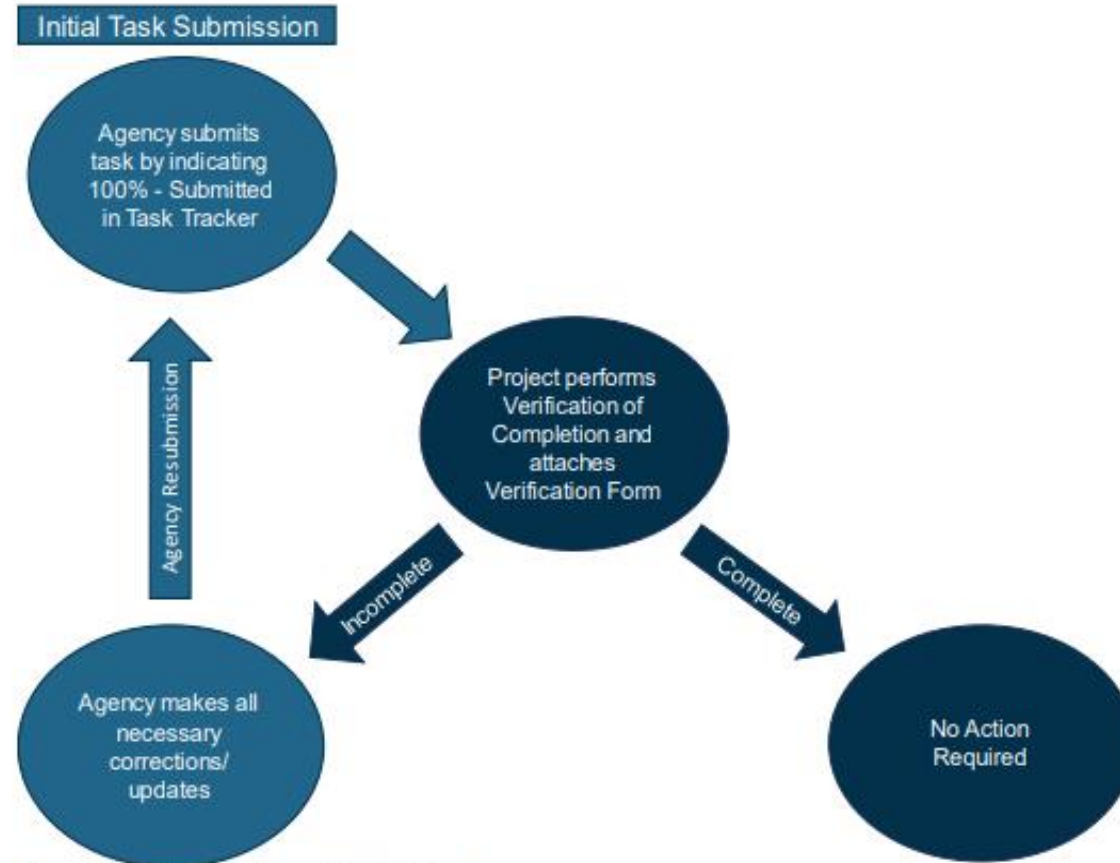 Initial Task Submission
Agency submits
task by indicating
100% - Submitted
in Task Tracker
Project performs
Verification of
Completion and
attaches
Verification Form
Agency Resubmission
Incomplete
Complete
Agency makes all
necessary
corrections/
updates
No Action
Required